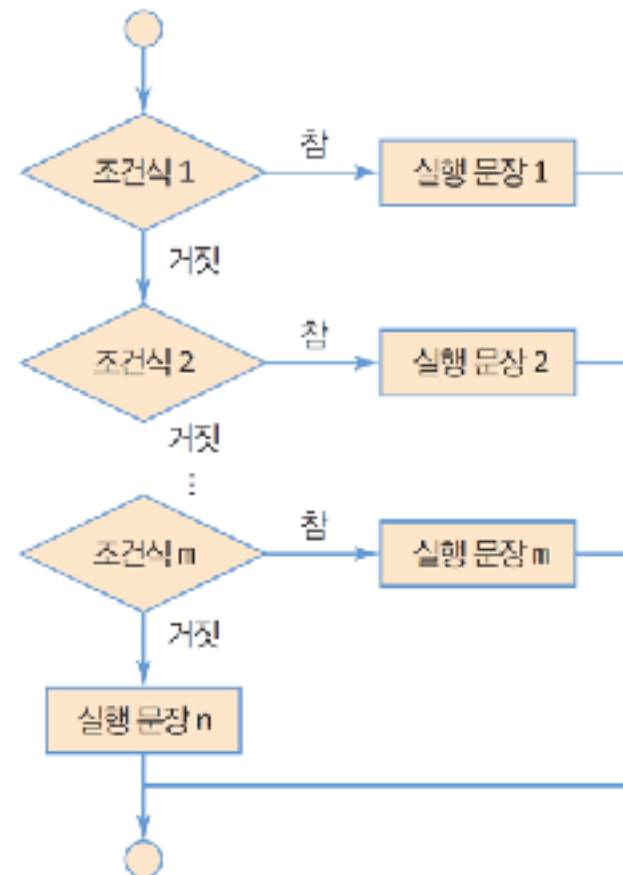 조건식 1
참
실행 문장 1
거짓
조건식 2
참
실행 문장 2
거짓
⋮
조건식 m
참
실행 문장 m
거짓
실행 문장 n